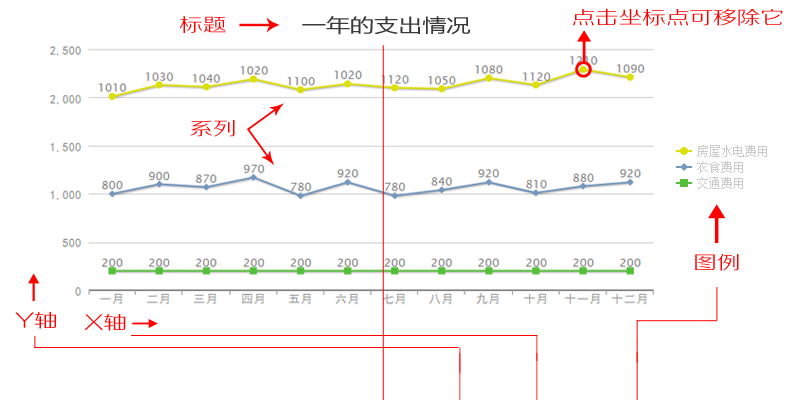 标题 一年的支出情况 点击坐标点可移除它
2,500
1010 1030 1040 1020 1100 1020 1120 1050 1080 1120 1210 1090
2,000
系列
1,500
房屋水电费用
衣食费用
交通费用
800 900 870 970 780 920 780 840 920 810 880 920
1,000
500
图例
200 200 200 200 200 200 200 200 200 200 200 200
0
一月 二月 三月 四月 五月 六月 七月 八月 九月 十月 十一月 十二月
Y轴 X轴